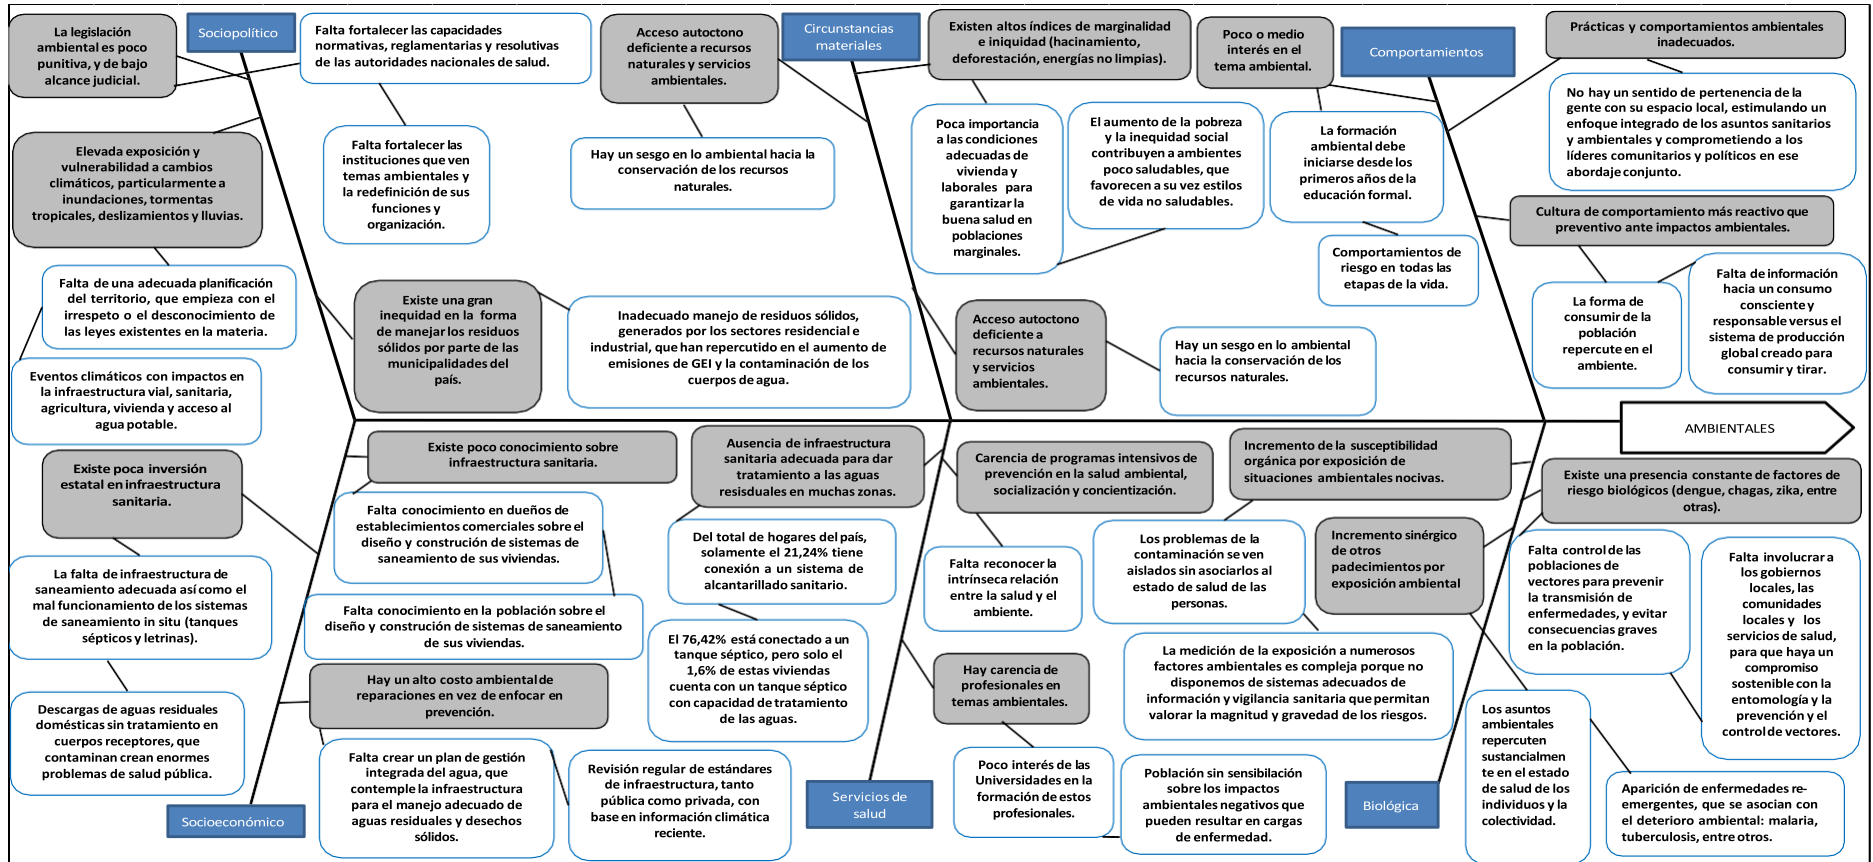 La legislación
ambiental es poco
punitiva, y de bajo
alcance judicial.
Sociopolítico
Falta fortalecer las capacidades
normativas, reglamentarias y resolutivas
de las autoridades nacionales de salud.
Acceso autoctono
deficiente a recursos
naturales y servicios
ambientales.
Circunstancias
materiales
Existen altos índices de marginalidad
e iniquidad (hacinamiento,
deforestación, energías no limpias).
Poco o medio
interés en el
tema ambiental.
Comportamientos
Prácticas y comportamientos ambientales
inadecuados.
Elevada exposición y
vulnerabilidad a cambios
climáticos, particularmente a
inundaciones, tormentas
tropicales, deslizamientos y lluvias.
Falta fortalecer las
instituciones que ven
temas ambientales y
la redefinición de sus
funciones y
organización.
Hay un sesgo en lo ambiental hacia la
conservación de los recursos
naturales.
Poca importancia
a las condiciones
adecuadas de
vivienda y
laborales para
garantizar la
buena salud en
poblaciones
marginales.
El aumento de la pobreza
y la inequidad social
contribuyen a ambientes
poco saludables, que
favorecen a su vez estilos
de vida no saludables.
La formación
ambiental debe
iniciarse desde los
primeros años de la
educación formal.
No hay un sentido de pertenencia de la
gente con su espacio local, estimulando un
enfoque integrado de los asuntos sanitarios
y ambientales y comprometiendo a los
líderes comunitarios y políticos en ese
abordaje conjunto.
Cultura de comportamiento más reactivo que
preventivo ante impactos ambientales.
Comportamientos de
riesgo en todas las
etapas de la vida.
Falta de una adecuada planificación
del territorio, que empieza con el
irrespeto o el desconocimiento de
las leyes existentes en la materia.
Existe una gran
inequidad en la forma
de manejar los residuos
sólidos por parte de las
municipalidades del
país.
Inadecuado manejo de residuos sólidos,
generados por los sectores residencial e
industrial, que han repercutido en el aumento de
emisiones de GEI y la contaminación de los
cuerpos de agua.
Acceso autoctono
deficiente a
recursos naturales
y servicios
ambientales.
Hay un sesgo en lo ambiental
hacia la conservación de los
recursos naturales.
La forma de
consumir de la
población
repercute en el
ambiente.
Falta de información
hacia un consumo
consciente y
responsable versus el
sistema de producción
global creado para
consumir y tirar.
Eventos climáticos con impactos en
la infraestructura vial, sanitaria,
agricultura, vivienda y acceso al
agua potable.
AMBIENTALES
Existe poca inversión
estatal en infraestructura
sanitaria.
Existe poco conocimiento sobre
infraestructura sanitaria.
Ausencia de infraestructura
sanitaria adecuada para dar
tratamiento a las aguas
resisduales en muchas zonas.
Carencia de programas intensivos de
prevención en la salud ambiental,
socialización y concientización.
Incremento de la susceptibilidad
orgánica por exposición de
situaciones ambientales nocivas.
Existe una presencia constante de factores de
riesgo biológicos (dengue, chagas, zika, entre
otras).
Falta conocimiento en dueños de
establecimientos comerciales sobre el
diseño y construción de sistemas de
saneamiento de sus viviendas.
Del total de hogares del país,
solamente el 21,24% tiene
conexión a un sistema de
alcantarillado sanitario.
Falta reconocer la
intrínseca relación
entre la salud y el
ambiente.
Los problemas de la
contaminación se ven
aislados sin asociarlos al
estado de salud de las
personas.
Incremento sinérgico
de otros
padecimientos por
exposición ambiental
Falta control de las
poblaciones de
vectores para prevenir
la transmisión de
enfermedades, y evitar
consecuencias graves
en la población.
Falta involucrar a
los gobiernos
locales, las
comunidades
locales y los
servicios de salud,
para que haya un
compromiso
sostenible con la
entomología y la
prevención y el
control de vectores.
La falta de infraestructura de
saneamiento adecuada así como el
mal funcionamiento de los sistemas
de saneamiento in situ (tanques
sépticos y letrinas).
Falta conocimiento en la población sobre el
diseño y construción de sistemas de saneamiento
de sus viviendas.
El 76,42% está conectado a un
tanque séptico, pero solo el
1,6% de estas viviendas
cuenta con un tanque séptico
con capacidad de tratamiento
de las aguas.
Hay carencia de
profesionales en
temas ambientales.
La medición de la exposición a numerosos
factores ambientales es compleja porque no
disponemos de sistemas adecuados de
información y vigilancia sanitaria que permitan
valorar la magnitud y gravedad de los riesgos.
Hay un alto costo ambiental de
reparaciones en vez de enfocar en
prevención.
Descargas de aguas residuales
domésticas sin tratamiento en
cuerpos receptores, que
contaminan crean enormes
problemas de salud pública.
Los asuntos
ambientales
repercuten
sustancialmen
te en el estado
de salud de los
individuos y la
colectividad.
Falta crear un plan de gestión
integrada del agua, que
contemple la infraestructura
para el manejo adecuado de
aguas residuales y desechos
sólidos.
Revisión regular de estándares
de infraestructura, tanto
pública como privada, con
base en información climática
reciente.
Poco interés de las
Universidades en la
formación de estos
profesionales.
Población sin sensibilación
sobre los impactos
ambientales negativos que
pueden resultar en cargas
de enfermedad.
Aparición de enfermedades re-
emergentes, que se asocian con
el deterioro ambiental: malaria,
tuberculosis, entre otros.
Socioeconómico
Servicios de
salud
Biológica